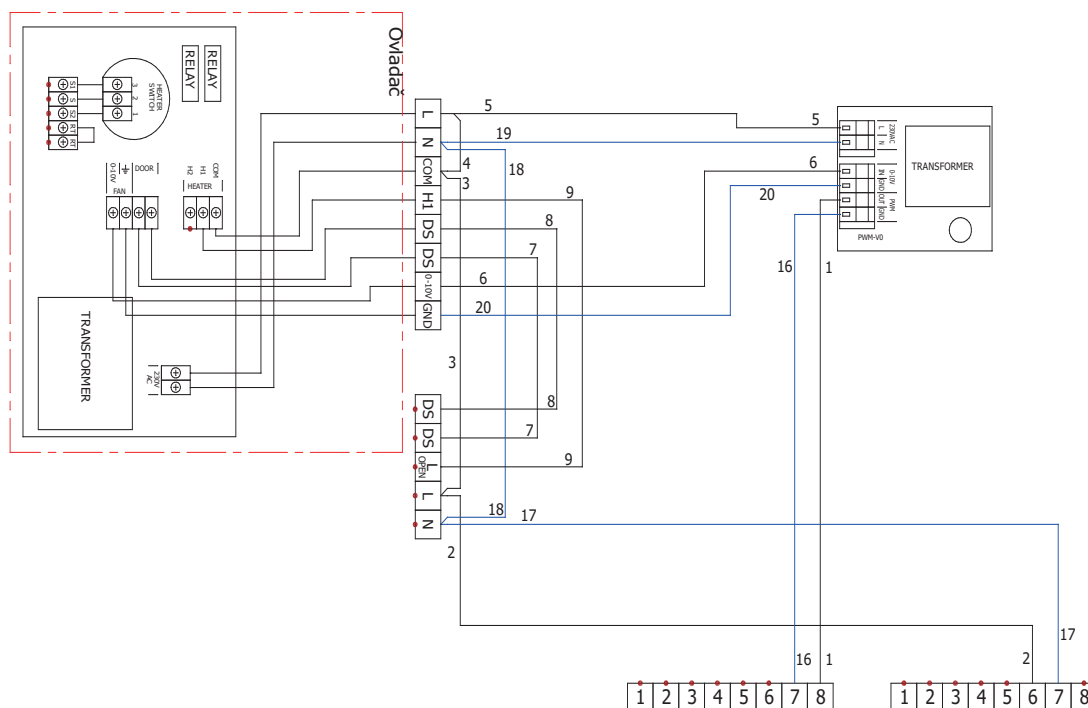 Ovladač
RELAY
RELAY
HEATER
SWITCH
3
2
1
S1
S
S2
RT
RT
0-10V
DOOR
FAN
H2
H1
COM
HEATER
TRANSFORMER
230V
AC
L
N
COM
H1
DS
DS
0-10V
GND
DS
DS
L
OPEN
L
N
5
19
18
4
3
9
8
7
6
20
3
8
7
9
18
17
2
5
6
20
L
N
230VAC
IN
GND
0-10V
OUT
GND
PWM
TRANSFORMER
PWM-V0
16
1
16
1
2
17
1 2 3 4 5 6 7 8
1 2 3 4 5 6 7 8